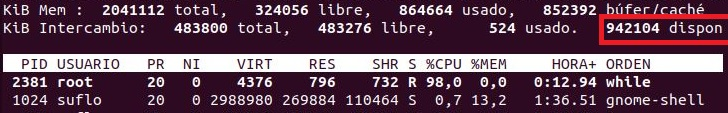 KiB Mem : 2041112 total, 324056 libre, 864664 usado, 852392 búfer/caché
KiB Intercambio: 483800 total, 483276 libre, 524 usado. 942104 dispon
PID USUARIO PR NI VIRT RES SHR S %CPU %MEM HORA+ ORDEN
2381 root 20 0 4376 796 732 R 98,0 0,0 0:12.94 while
1024 suflo 20 0 2988980 269884 110464 S 0,7 13,2 1:36.51 gnome-shell